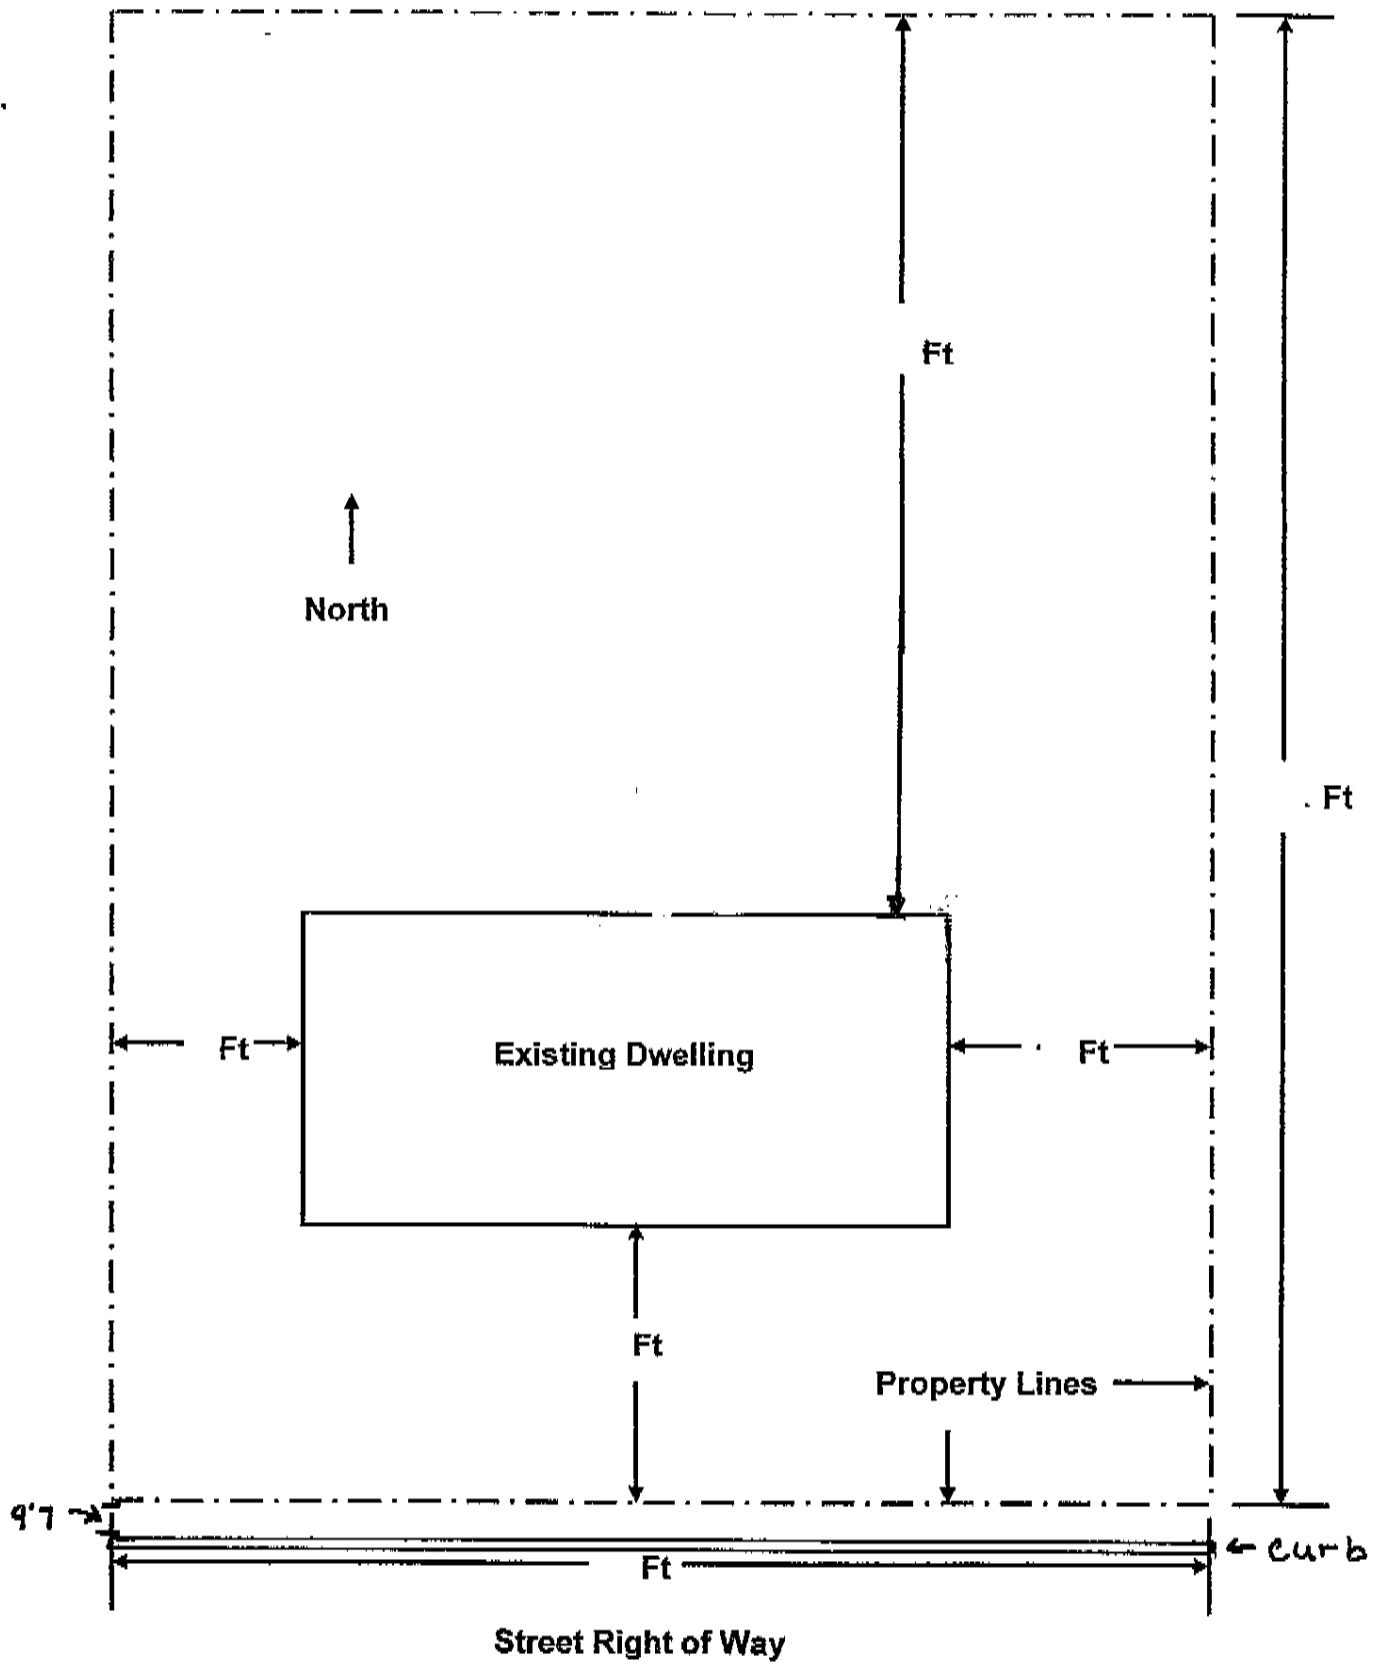 Ft
North
Ft
Ft
Existing Dwelling
Ft
Ft
Property Lines
9'7
curb
Ft
Street Right of Way